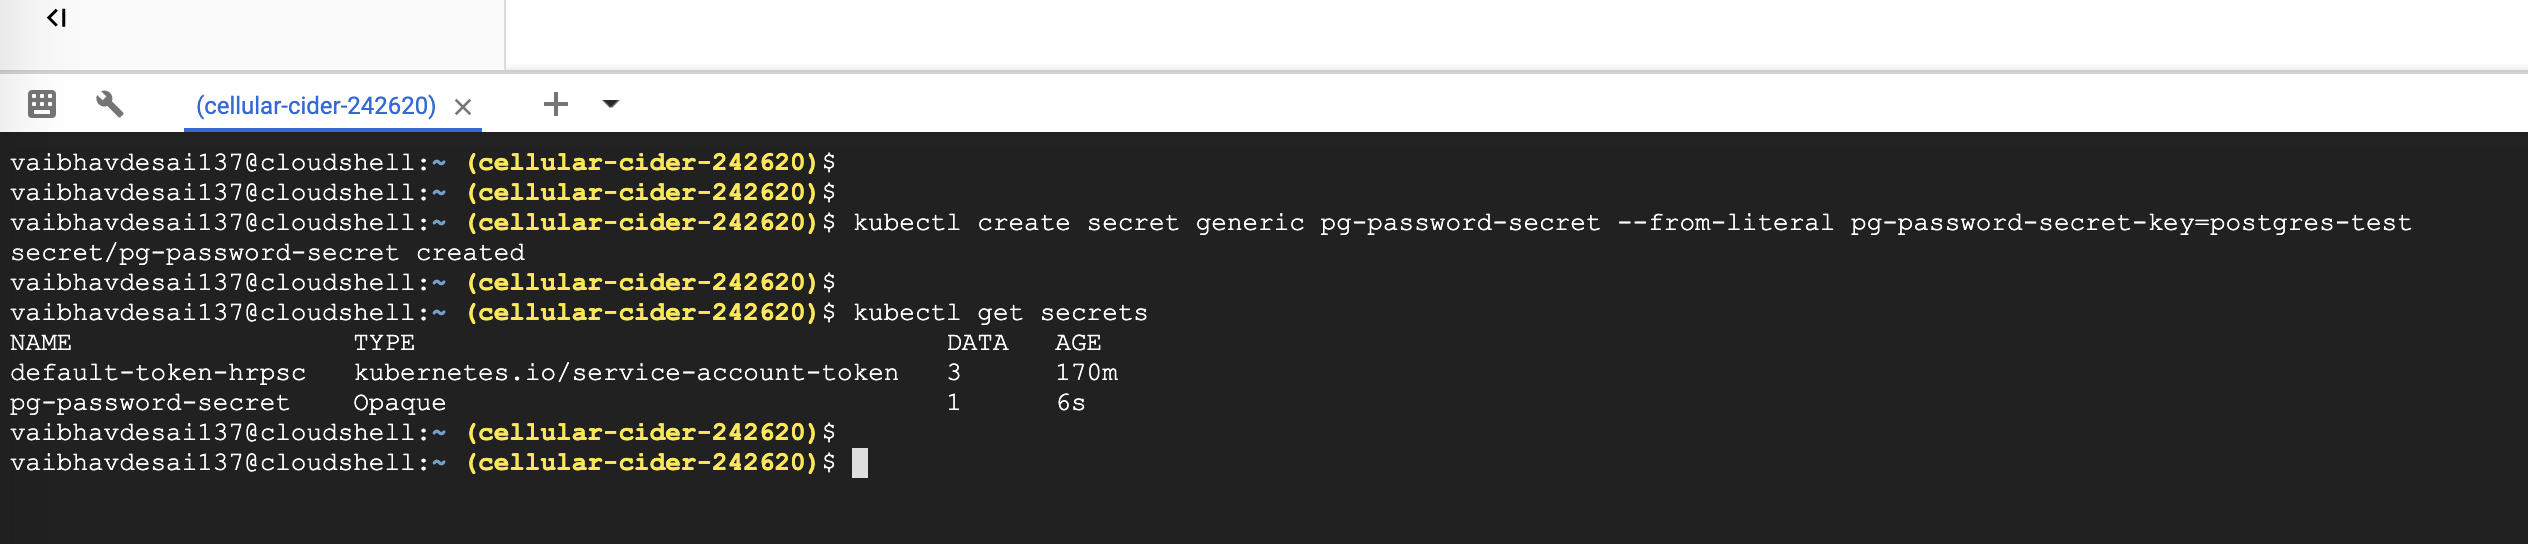 (cellular-cider-242620)
vaibhavdesai137@cloudshell:~ (cellular-cider-242620)$
vaibhavdesai137@cloudshell:~ (cellular-cider-242620)$
vaibhavdesai137@cloudshell:~ (cellular-cider-242620)$ kubectl create secret generic pg-password-secret --from-literal pg-password-secret-key=postgres-test
secret/pg-password-secret created
vaibhavdesai137@cloudshell:~ (cellular-cider-242620)$
vaibhavdesai137@cloudshell:~ (cellular-cider-242620)$ kubectl get secrets
NAME TYPE DATA AGE
default-token-hrpsc kubernetes.io/service-account-token 3 170m
pg-password-secret Opaque 1 6s
vaibhavdesai137@cloudshell:~ (cellular-cider-242620)$
vaibhavdesai137@cloudshell:~ (cellular-cider-242620)$